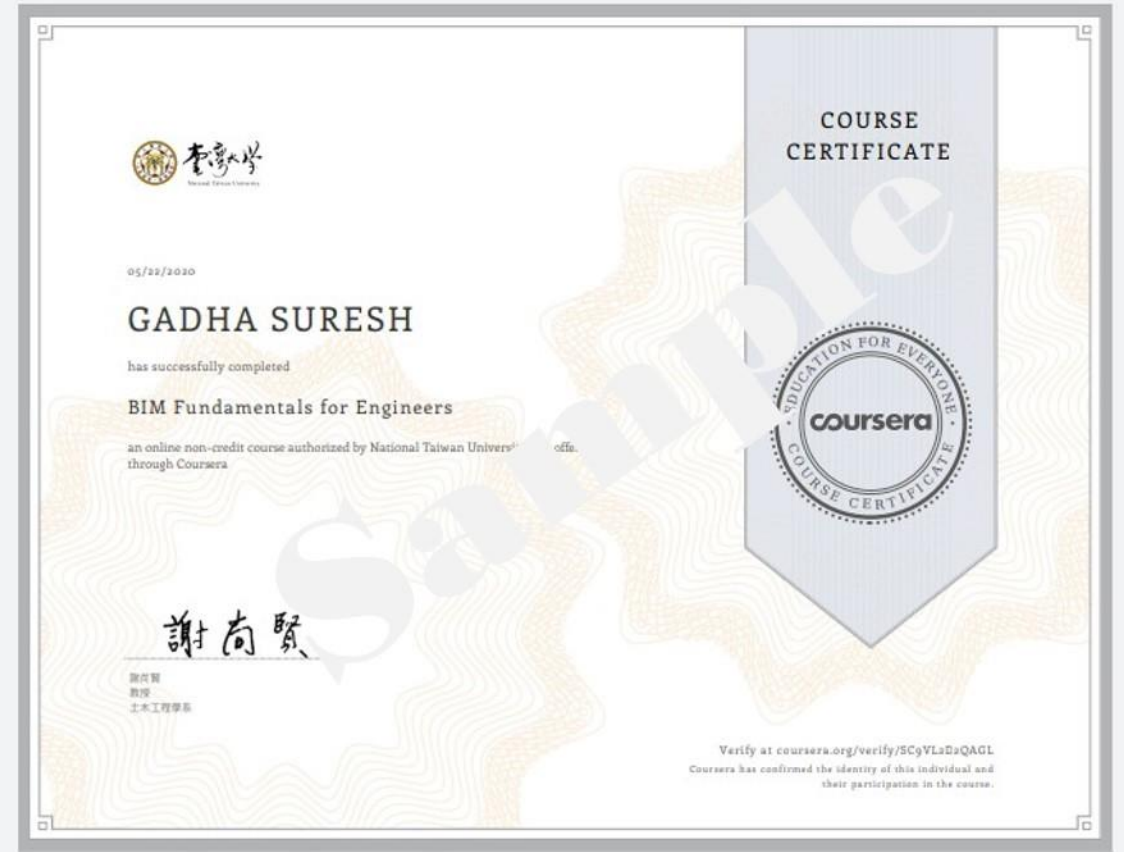 COURSE
CERTIFICATE
臺灣大學
National Taiwan University
05/22/2020
GADHA SURESH
has successfully completed
BIM Fundamentals for Engineers
an online non-credit course authorized by National Taiwan
through Coursera
Sample
EDUCATION FOR EVERYONE
coursera
COURSE CERTIFICATE
謝尚賢
謝尚賢
教授
土木工程學系
Verify at coursera.org/verify/SC9VL2D2QAGL
Coursera has confirmed the identity of this individual and
their participation in the course.